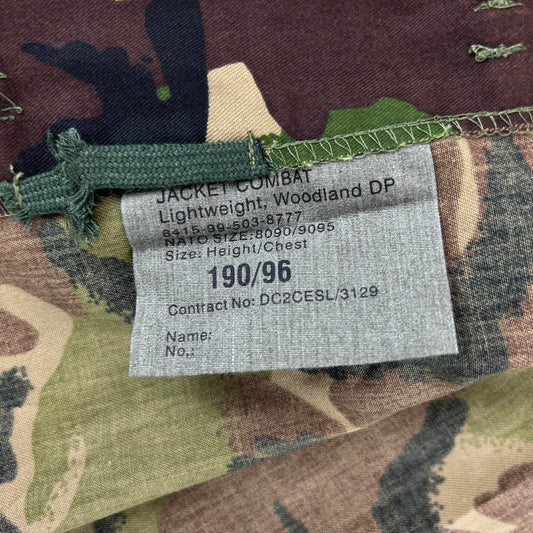 JACKET COMBAT
Lightweight, Woodland DP
8415-99-503-8777
NATO SIZE: 8090/9095
Size: Height/Chest
190/96
Contract No: DC2CESL/3129
Name:
No.: